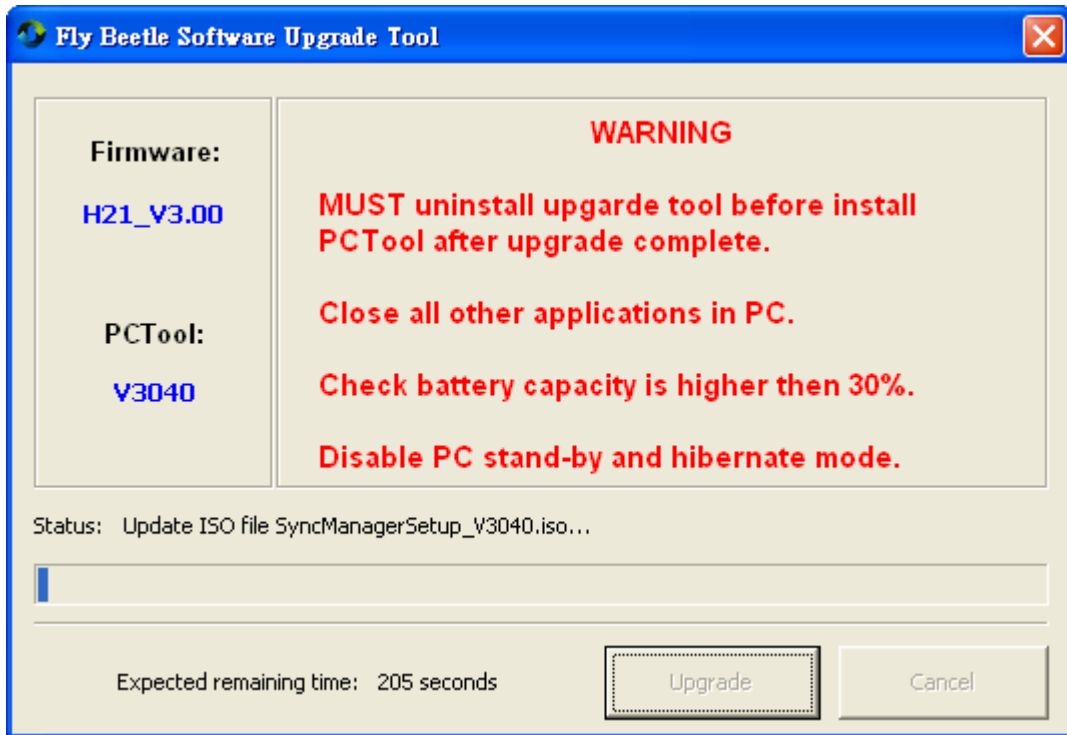 Fly Beetle Software Upgrade Tool
Firmware:
H21_V3.00
PCTool:
V3040
WARNING
MUST uninstall upgarde tool before install
PCTool after upgrade complete.
Close all other applications in PC.
Check battery capacity is higher then 30%.
Disable PC stand-by and hibernate mode.
Status: Update ISO file SyncManagerSetup_V3040.iso...
Expected remaining time: 205 seconds
Upgrade
Cancel